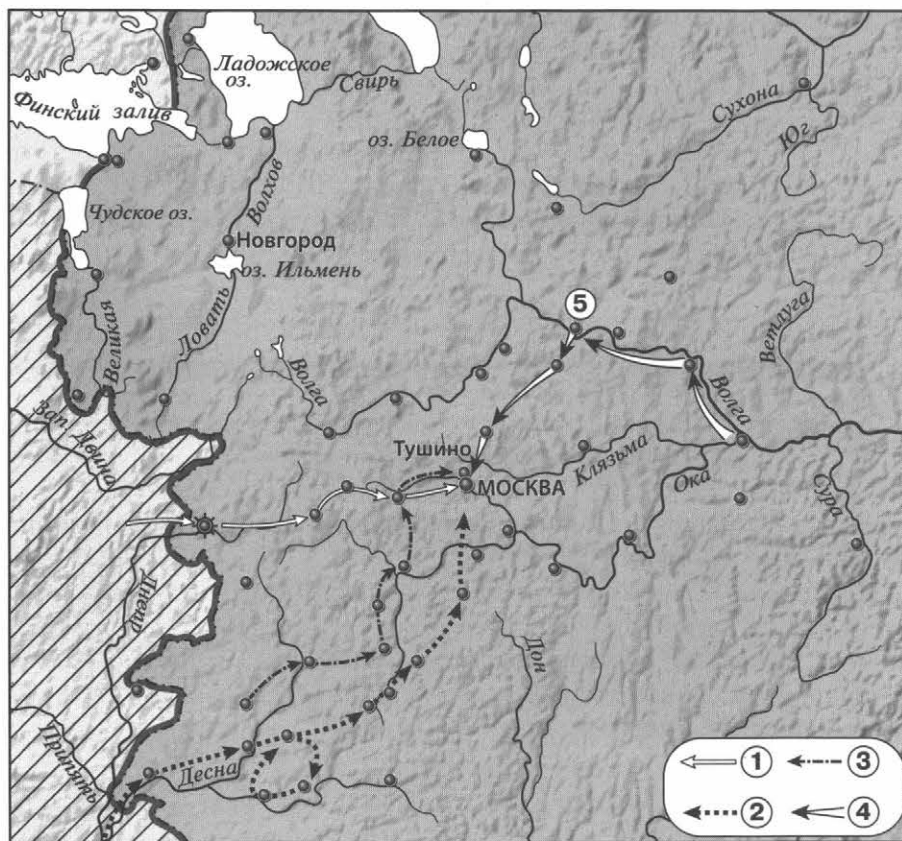 Ладожское
оз.
Свирь
Финский залив
оз. Белое
Сухона
Юг
Волхов
Чудское оз.
Новгород
оз. Ильмень
Великая
Ловать
5
Ветлуга
Волга
Волга
Зап. Двина
Тушино
Клязьма
МОСКВА
Ока
Сура
Днепр
Дон
Припять
Десна
1
3
2
4